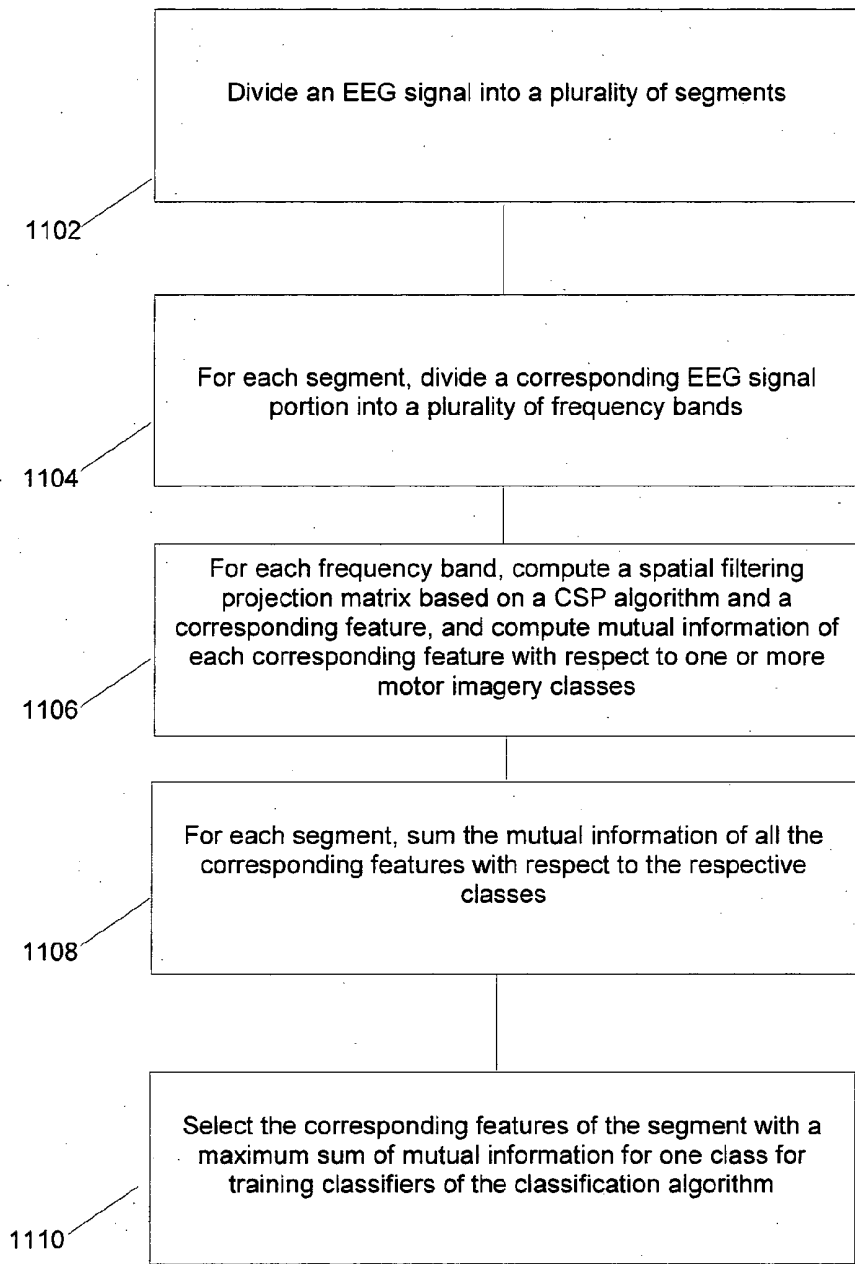 Divide an EEG signal into a plurality of segments
1102
For each segment, divide a corresponding EEG signal
portion into a plurality of frequency bands
1104
For each frequency band, compute a spatial filtering
projection matrix based on a CSP algorithm and a
corresponding feature, and compute mutual information of
each corresponding feature with respect to one or more
motor imagery classes
1106
For each segment, sum the mutual information of all the
corresponding features with respect to the respective
classes
1108
Select the corresponding features of the segment with a
maximum sum of mutual information for one class for
training classifiers of the classification algorithm
1110